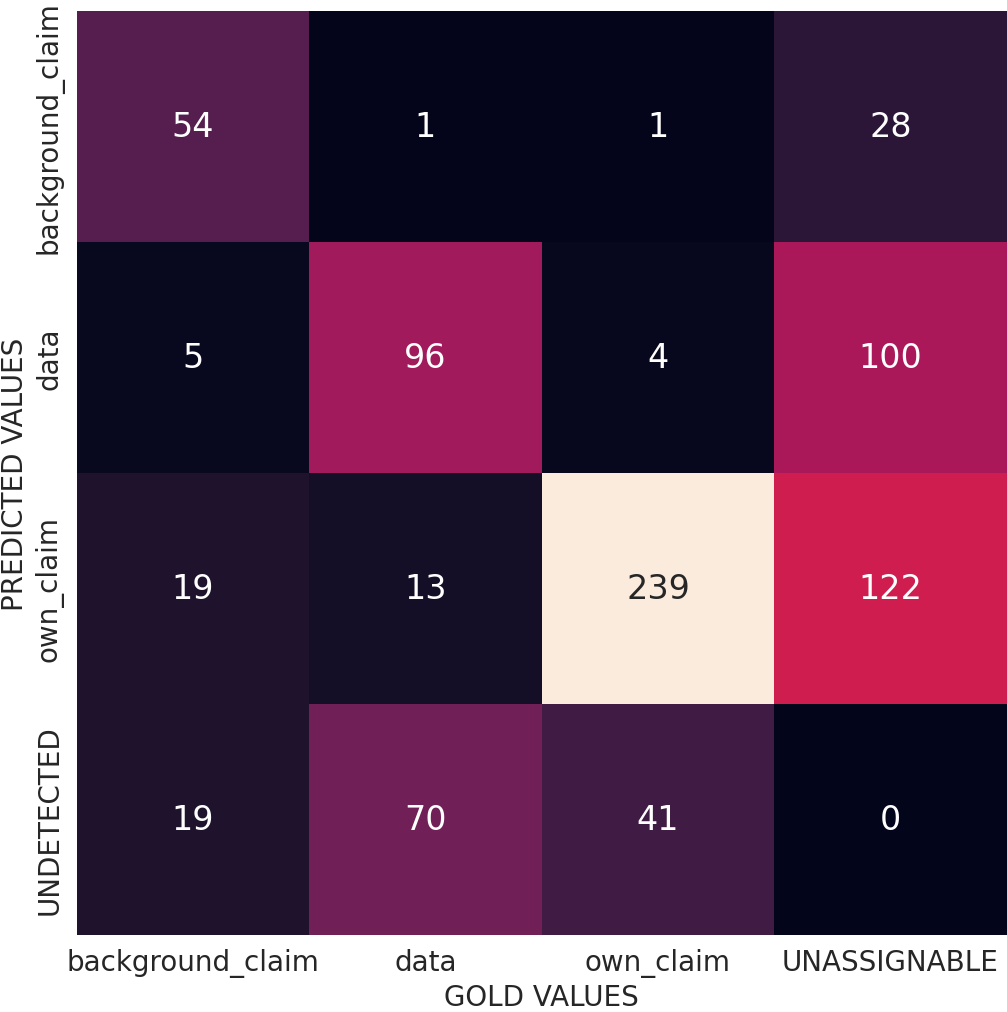 PREDICTED VALUES
background_claim
54 1 1 28
data
5 96 4 100
own_claim
19 13 239 122
UNDETECTED
19 70 41 0
background_claim data own_claim UNASSIGNABLE
GOLD VALUES